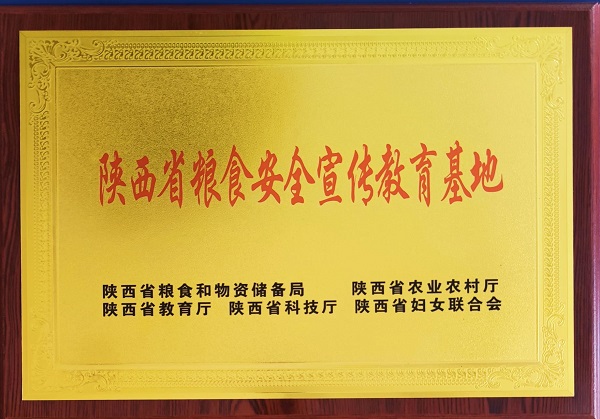 陕西省粮食安全宣传教育基地
陕西省粮食和物资储备局 陕西省农业农村厅
陕西省教育厅 陕西省科技厅 陕西省妇女联合会